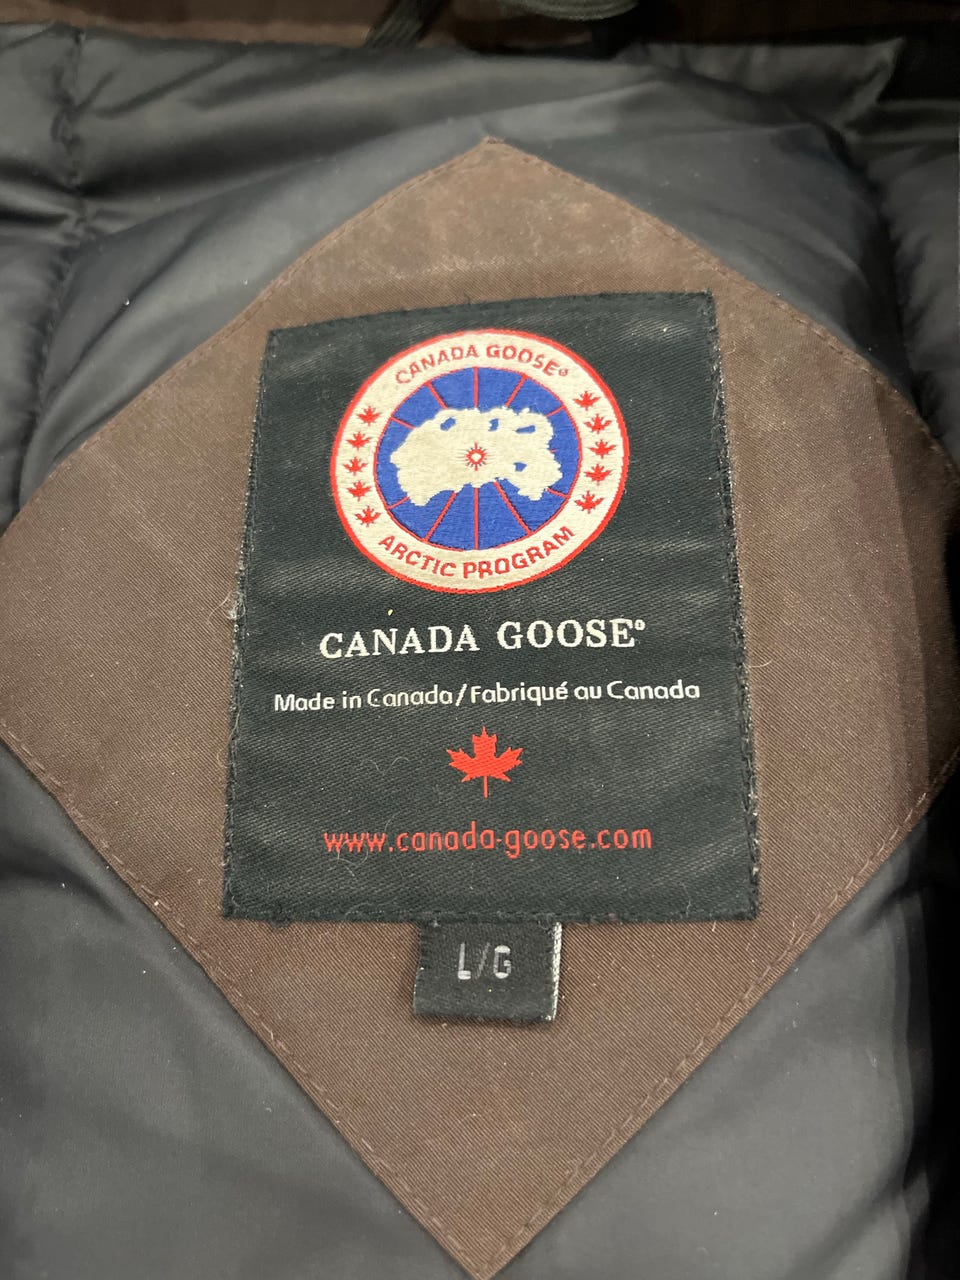 CANADA GOOSE®
ARCTIC PROGRAM
CANADA GOOSE®
Made in Canada/Fabriqué au Canada
www.canada-goose.com
L/G